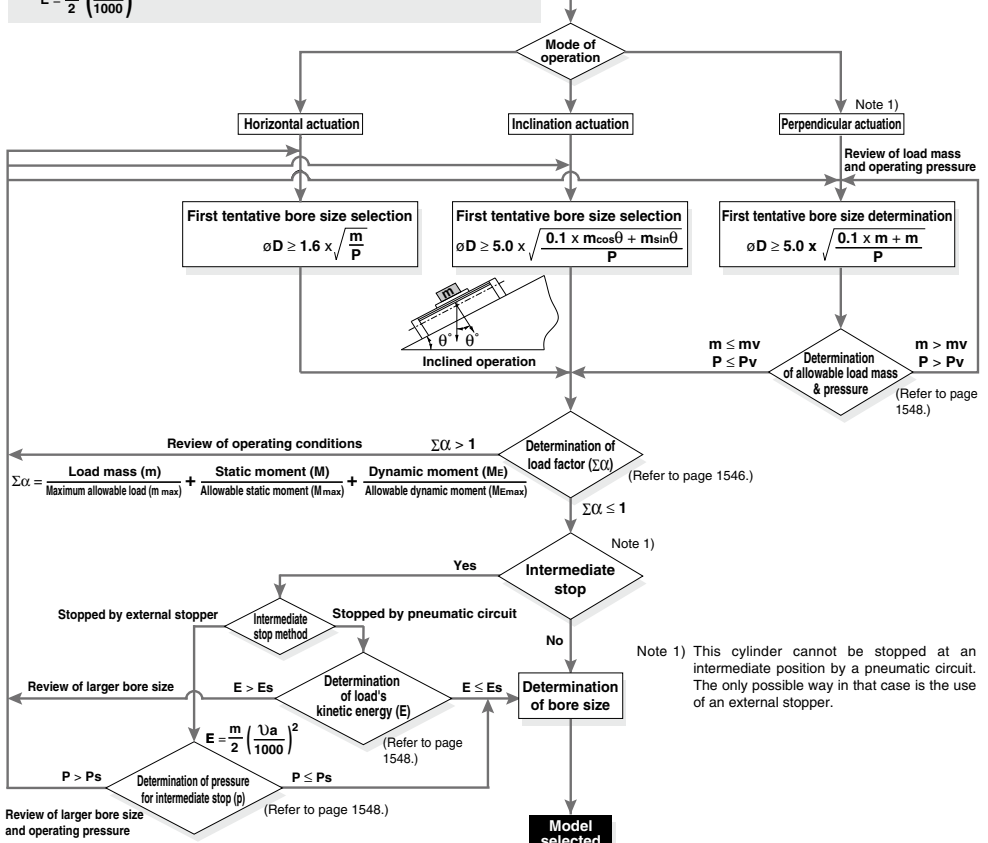 E = m/2 (/1000)
Mode of
operation
Note 1)
Horizontal actuation
Inclination actuation
Perpendicular actuation
Review of load mass
and operating pressure
First tentative bore size selection
øD ≥ 1.6 x √(m/P)
First tentative bore size selection
øD ≥ 5.0 x √((0.1 x mcosθ + msinθ)/P)
First tentative bore size determination
øD ≥ 5.0 x √((0.1 x m + m)/P)
m
θ° θ°
Inclined operation
m ≤ mv
P ≤ Pv
Determination
of allowable load mass
& pressure
m > mv
P > Pv
(Refer to page
1548.)
Review of operating conditions
Σα > 1
Determination of
load factor (Σα)
(Refer to page 1546.)
Σα = Load mass (m)/Maximum allowable load (m max) + Static moment (M)/Allowable static moment (Mmax) + Dynamic moment (ME)/Allowable dynamic moment (MEmax)
Σα ≤ 1
Note 1)
Yes
Intermediate
stop
Stopped by external stopper
Intermediate
stop method
Stopped by pneumatic circuit
No
Review of larger bore size
E > Es
Determination
of load's
kinetic energy (E)
E ≤ Es
Determination
of bore size
Note 1) This cylinder cannot be stopped at an
intermediate position by a pneumatic circuit.
The only possible way in that case is the use
of an external stopper.
E = m/2 (υa/1000)²
(Refer to page
1548.)
P > Ps
Determination of pressure
for intermediate stop (p)
P ≤ Ps
(Refer to page 1548.)
Review of larger bore size
and operating pressure
Model
selected